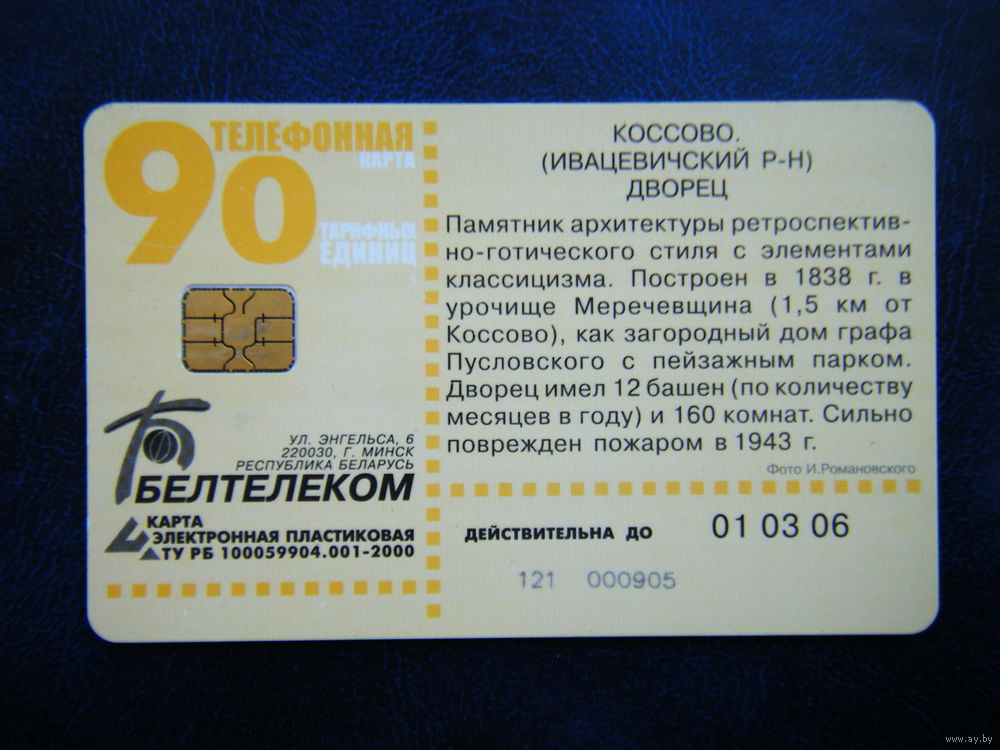 90
ТЕЛЕФОННАЯ
КАРТА
ТАРИФНЫХ
ЕДИНИЦ
УЛ. ЭНГЕЛЬСА, 6
220030, Г. МИНСК
РЕСПУБЛИКА БЕЛАРУСЬ
БЕЛТЕЛЕКОМ
КАРТА
ЭЛЕКТРОННАЯ ПЛАСТИКОВАЯ
ТУ РБ 100059904.001-2000
КОССОВО.
(ИВАЦЕВИЧСКИЙ Р-Н)
ДВОРЕЦ
Памятник архитектуры ретроспектив-
но-готического стиля с элементами
классицизма. Построен в 1838 г. в
урочище Меречевщина (1,5 км от
Коссово), как загородный дом графа
Пусловского с пейзажным парком.
Дворец имел 12 башен (по количеству
месяцев в году) и 160 комнат. Сильно
поврежден пожаром в 1943 г.
Фото И.Романовского
ДЕЙСТВИТЕЛЬНА ДО 01 03 06
121 000905
www.ay.by